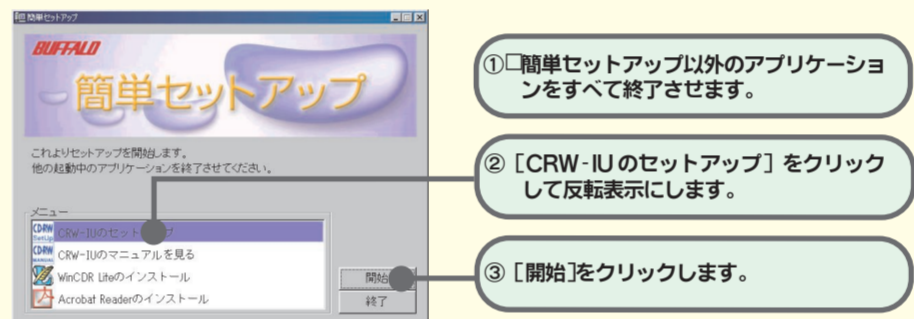 簡単セットアップ
BUFFALO
簡単セットアップ
これよりセットアップを開始します。
他の起動中のアプリケーションを終了させてください。
メニュー
CRW-IUのセットアップ
CRW-IUのマニュアルを見る
WinCDR Liteのインストール
Acrobat Readerのインストール
開始
終了
①□簡単セットアップ以外のアプリケーショ
ンをすべて終了させます。
②［CRW-IUのセットアップ］をクリック
して反転表示にします。
③［開始]をクリックします。